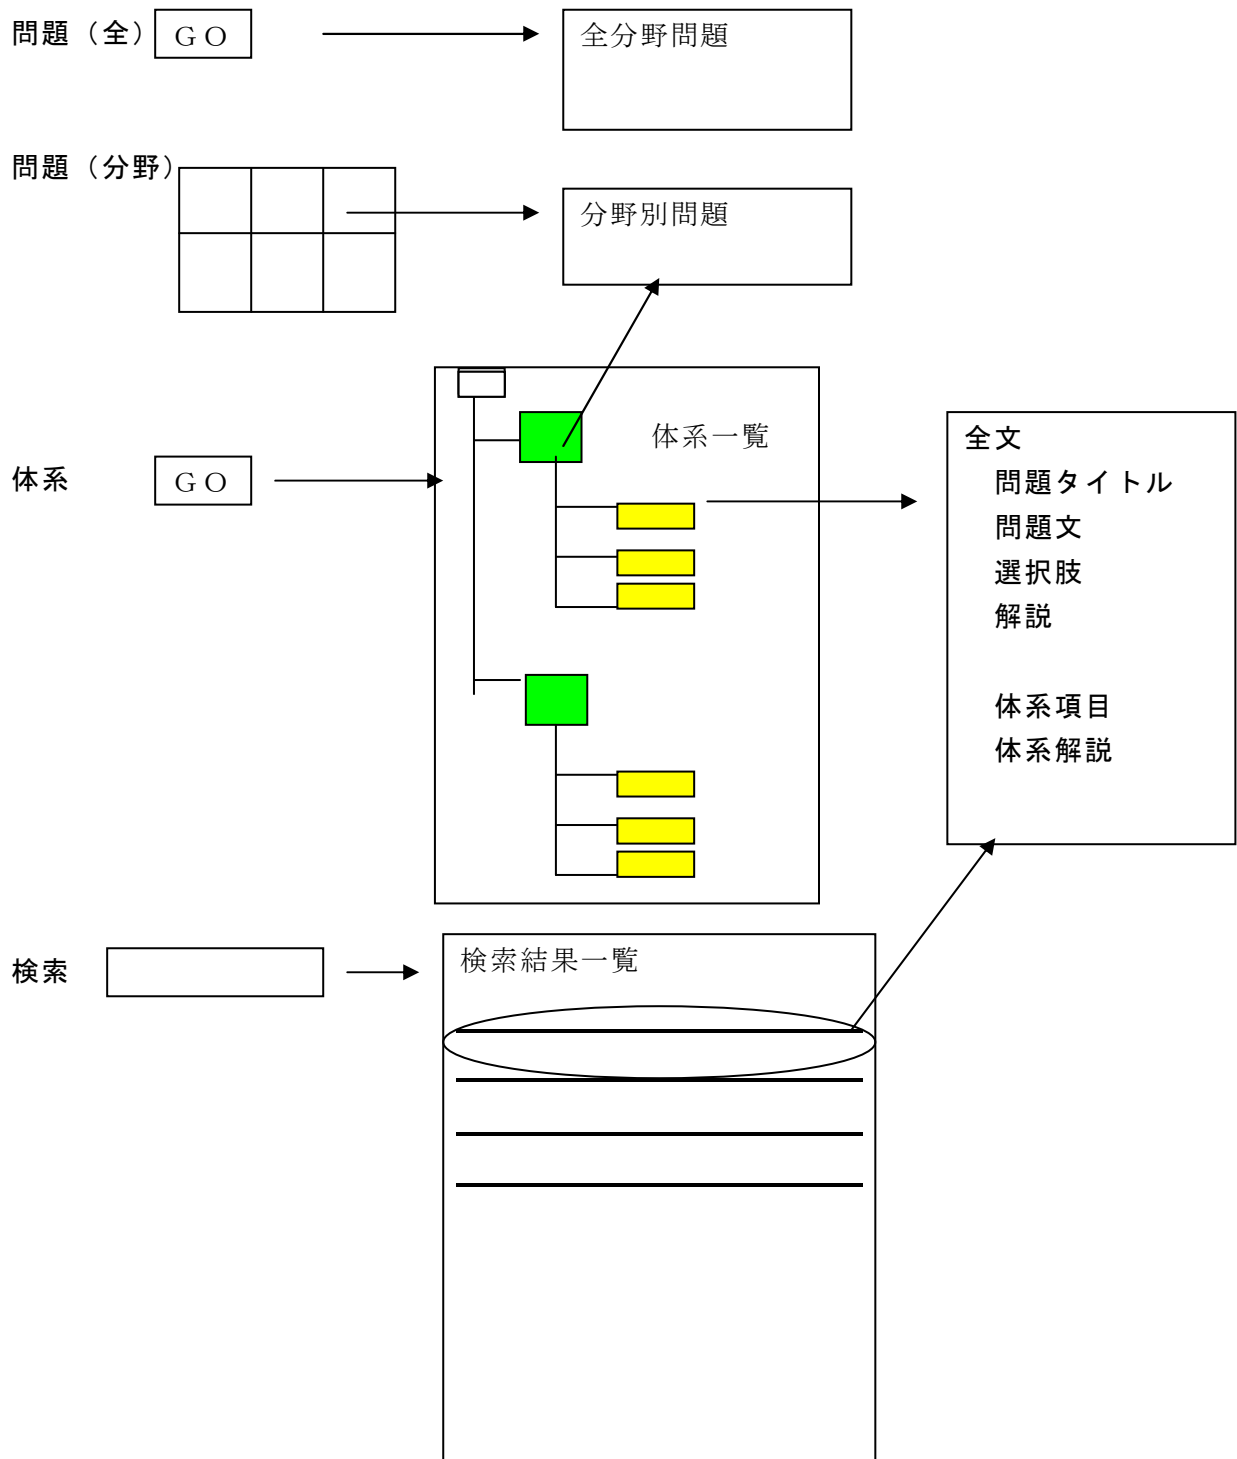 問題（全）
ＧＯ
全分野問題
問題（分野）
分野別問題
体系一覧
体系
ＧＯ
全文
問題タイトル
問題文
選択肢
解説
体系項目
体系解説
検索
検索結果一覧